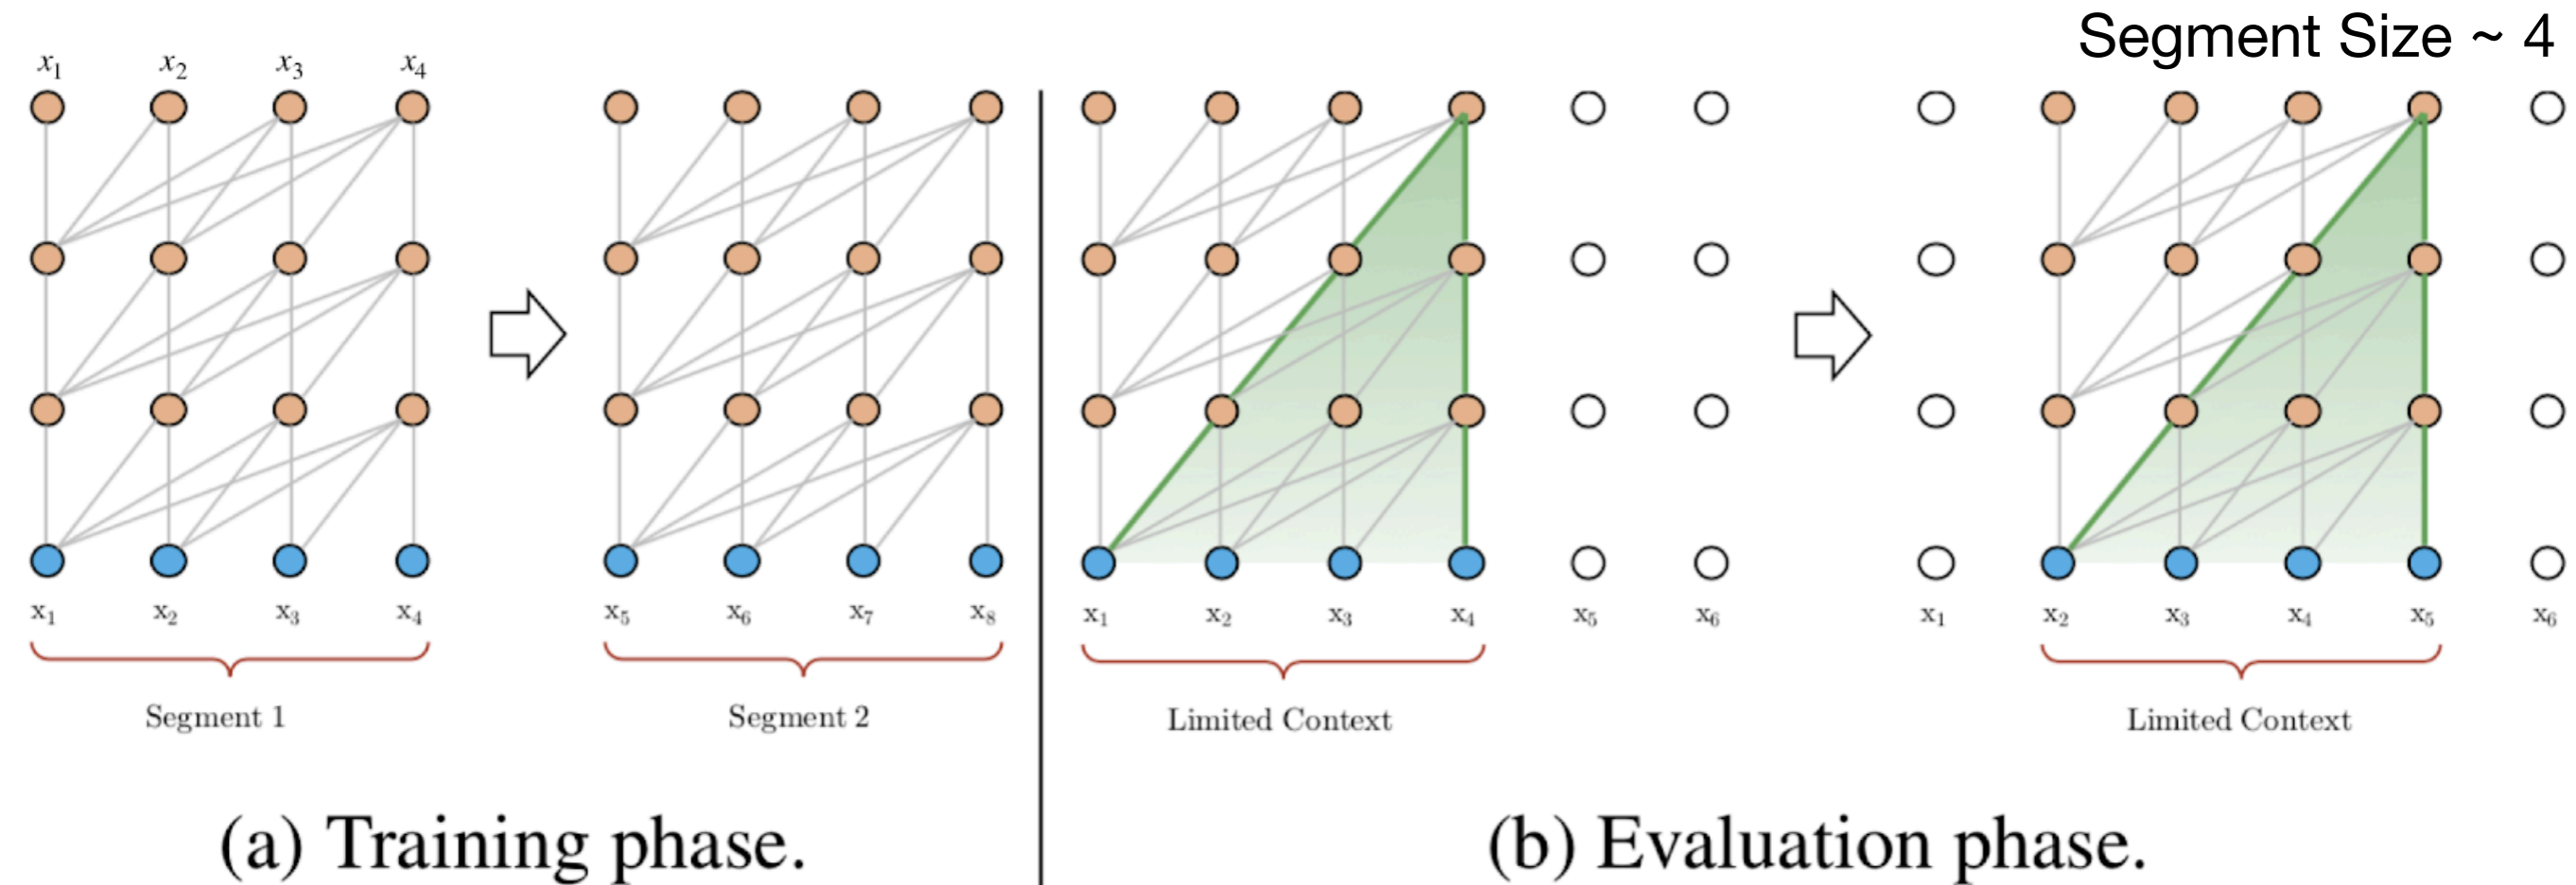 Segment Size ~ 4
x₁ x₂ x₃ x₄
x₁ x₂ x₃ x₄ x₅ x₆ x₇ x₈ x₁ x₂ x₃ x₄ x₅ x₆ x₁ x₂ x₃ x₄ x₅ x₆
Segment 1 Segment 2 Limited Context Limited Context
(a) Training phase. (b) Evaluation phase.